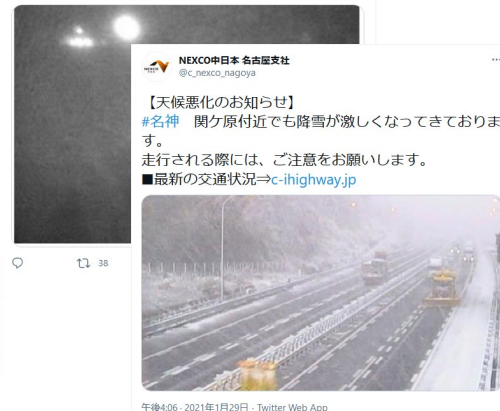 38
NEXCO中日本 名古屋支社
@c_nexco_nagoya
【天候悪化のお知らせ】
#名神 関ケ原付近でも降雪が激しくなってきておりま
す。
走行される際には、ご注意をお願いします。
■最新の交通状況⇒c-ihighway.jp
午後4:06 · 2021年1月29日 · Twitter Web App